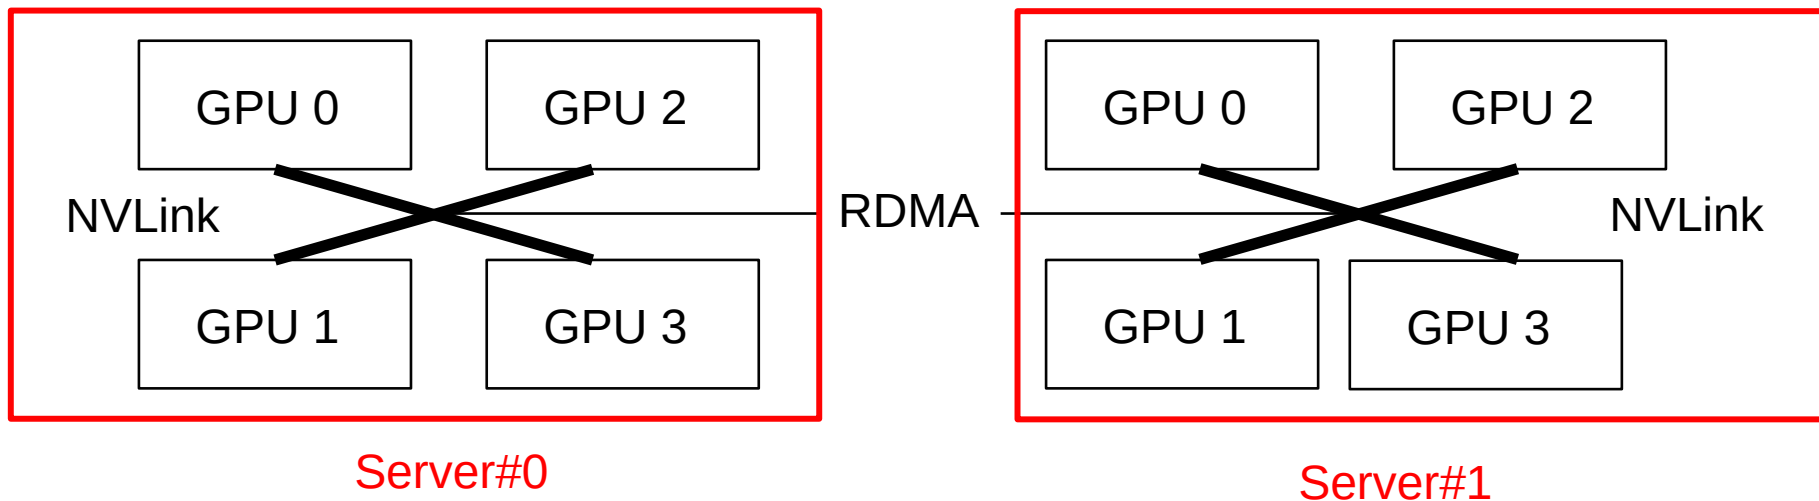 GPU 0
GPU 2
NVLink
GPU 1
GPU 3
Server#0
RDMA
GPU 0
GPU 2
NVLink
GPU 1
GPU 3
Server#1